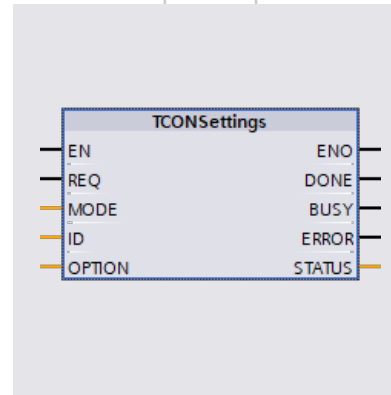 TCONSettings
EN ENO
REQ DONE
MODE BUSY
ID ERROR
OPTION STATUS